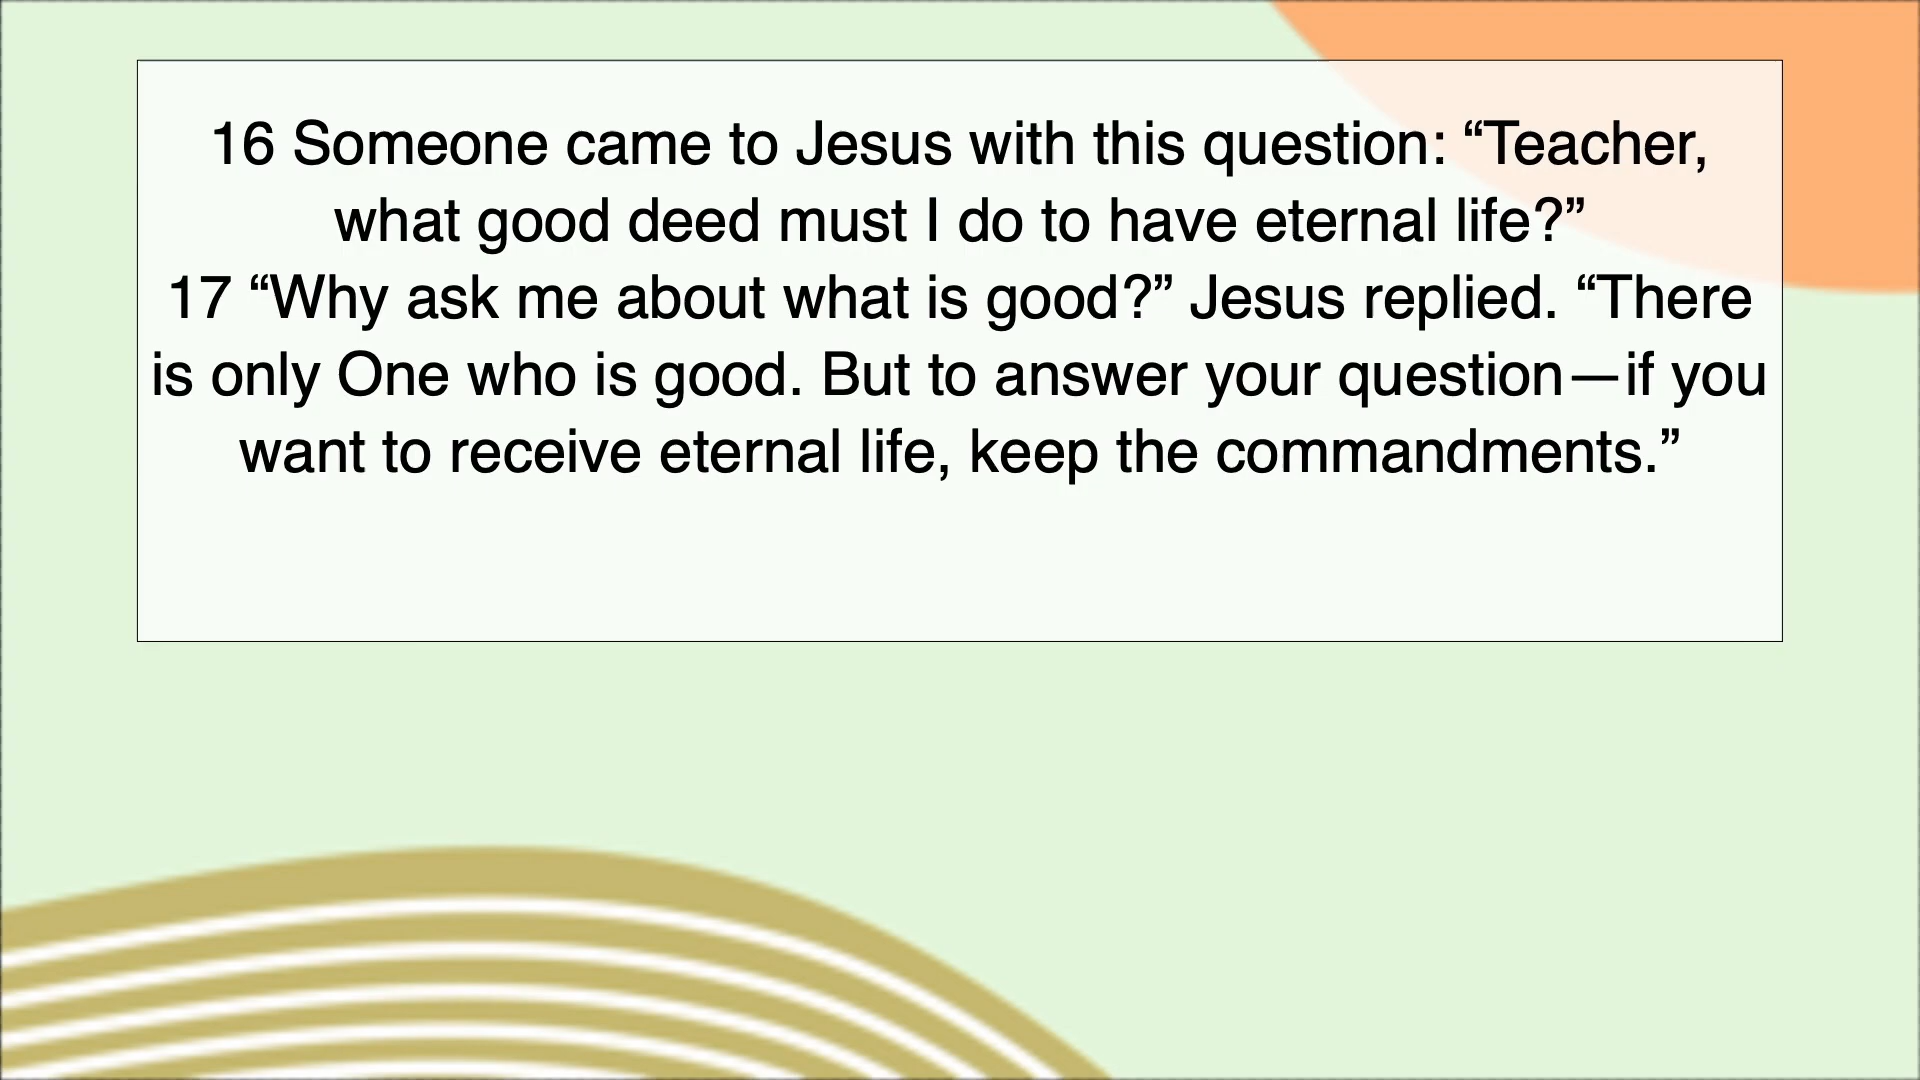 16 Someone came to Jesus with this question: “Teacher,
what good deed must I do to have eternal life?”
17 “Why ask me about what is good?” Jesus replied. “There
is only One who is good. But to answer your question—if you
want to receive eternal life, keep the commandments.”